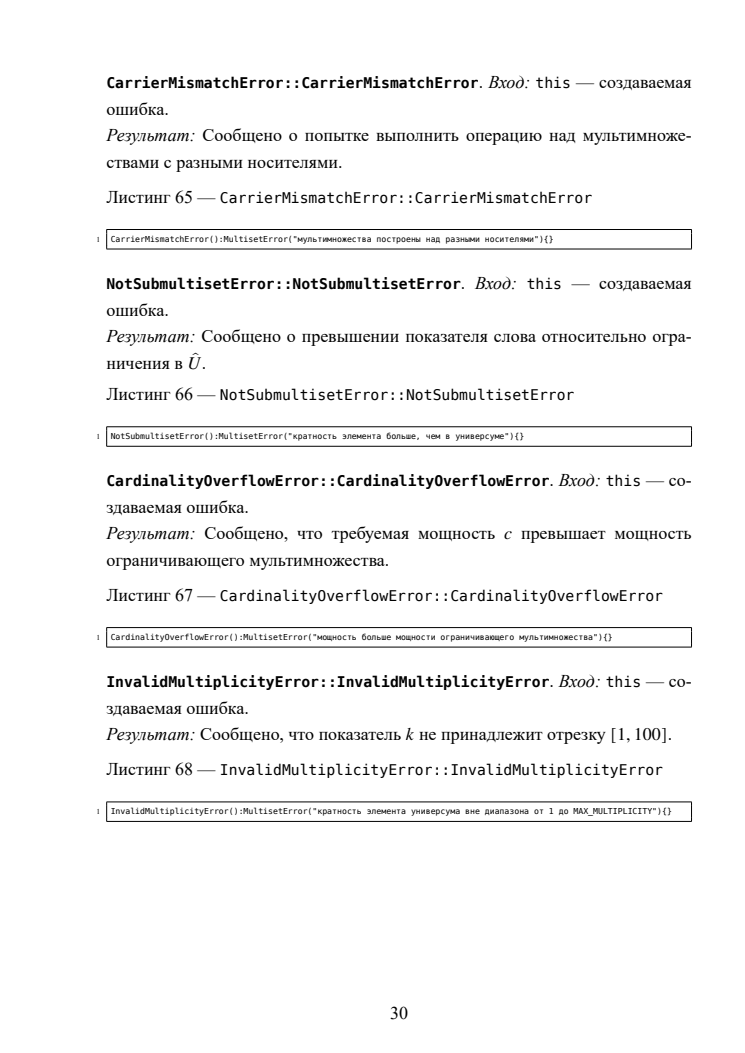 CarrierMismatchError::CarrierMismatchError. Вход: this — создаваемая
ошибка.
Результат: Сообщено о попытке выполнить операцию над мультимноже-
ствами с разными носителями.
Листинг 65 — CarrierMismatchError::CarrierMismatchError
1 CarrierMismatchError():MultisetError("мультимножества построены над разными носителями"){}
NotSubmultisetError::NotSubmultisetError. Вход: this — создаваемая
ошибка.
Результат: Сообщено о превышении показателя слова относительно огра-
ничения в Û.
Листинг 66 — NotSubmultisetError::NotSubmultisetError
1 NotSubmultisetError():MultisetError("кратность элемента больше, чем в универсуме"){}
CardinalityOverflowError::CardinalityOverflowError. Вход: this — со-
здаваемая ошибка.
Результат: Сообщено, что требуемая мощность c превышает мощность
ограничивающего мультимножества.
Листинг 67 — CardinalityOverflowError::CardinalityOverflowError
1 CardinalityOverflowError():MultisetError("мощность больше мощности ограничивающего мультимножества"){}
InvalidMultiplicityError::InvalidMultiplicityError. Вход: this — со-
здаваемая ошибка.
Результат: Сообщено, что показатель k не принадлежит отрезку [1, 100].
Листинг 68 — InvalidMultiplicityError::InvalidMultiplicityError
1 InvalidMultiplicityError():MultisetError("кратность элемента универсума вне диапазона от 1 до MAX_MULTIPLICITY"){}
30